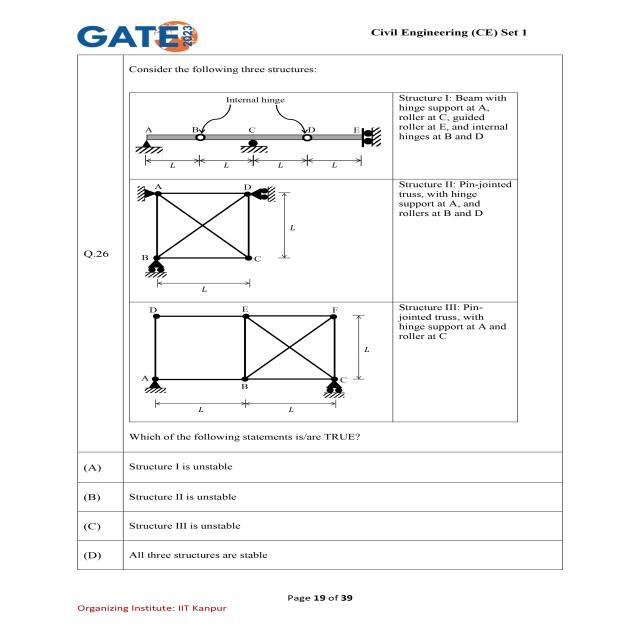 GATE 2023
Civil Engineering (CE) Set 1
Q.26
Consider the following three structures:
Internal hinge
A B C D E
L L L L
Structure I: Beam with
hinge support at A,
roller at C, guided
roller at E, and internal
hinges at B and D
A D
L
B C
L
Structure II: Pin-jointed
truss, with hinge
support at A, and
rollers at B and D
D E F
L
A B C
L L
Structure III: Pin-
jointed truss, with
hinge support at A and
roller at C
Which of the following statements is/are TRUE?
(A) Structure I is unstable
(B) Structure II is unstable
(C) Structure III is unstable
(D) All three structures are stable
Page 19 of 39
Organizing Institute: IIT Kanpur